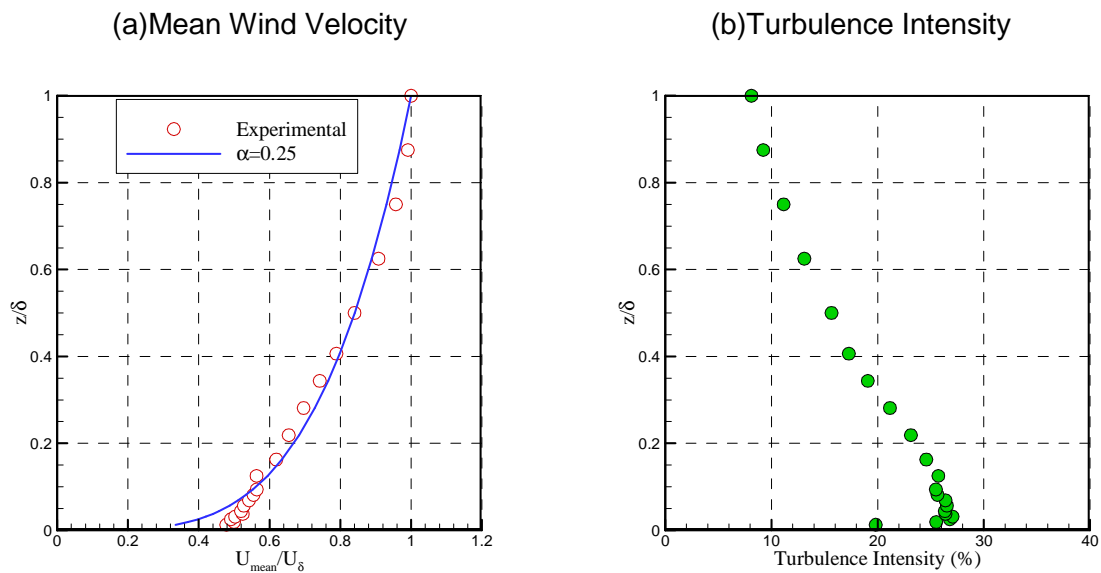 (a)Mean Wind Velocity
(b)Turbulence Intensity
1
0.8
0.6
0.4
0.2
0
z/δ
Experimental
α=0.25
0 0.2 0.4 0.6 0.8 1 1.2
U_mean/U_δ
1
0.8
0.6
0.4
0.2
0
z/δ
0 10 20 30 40
Turbulence Intensity (%)